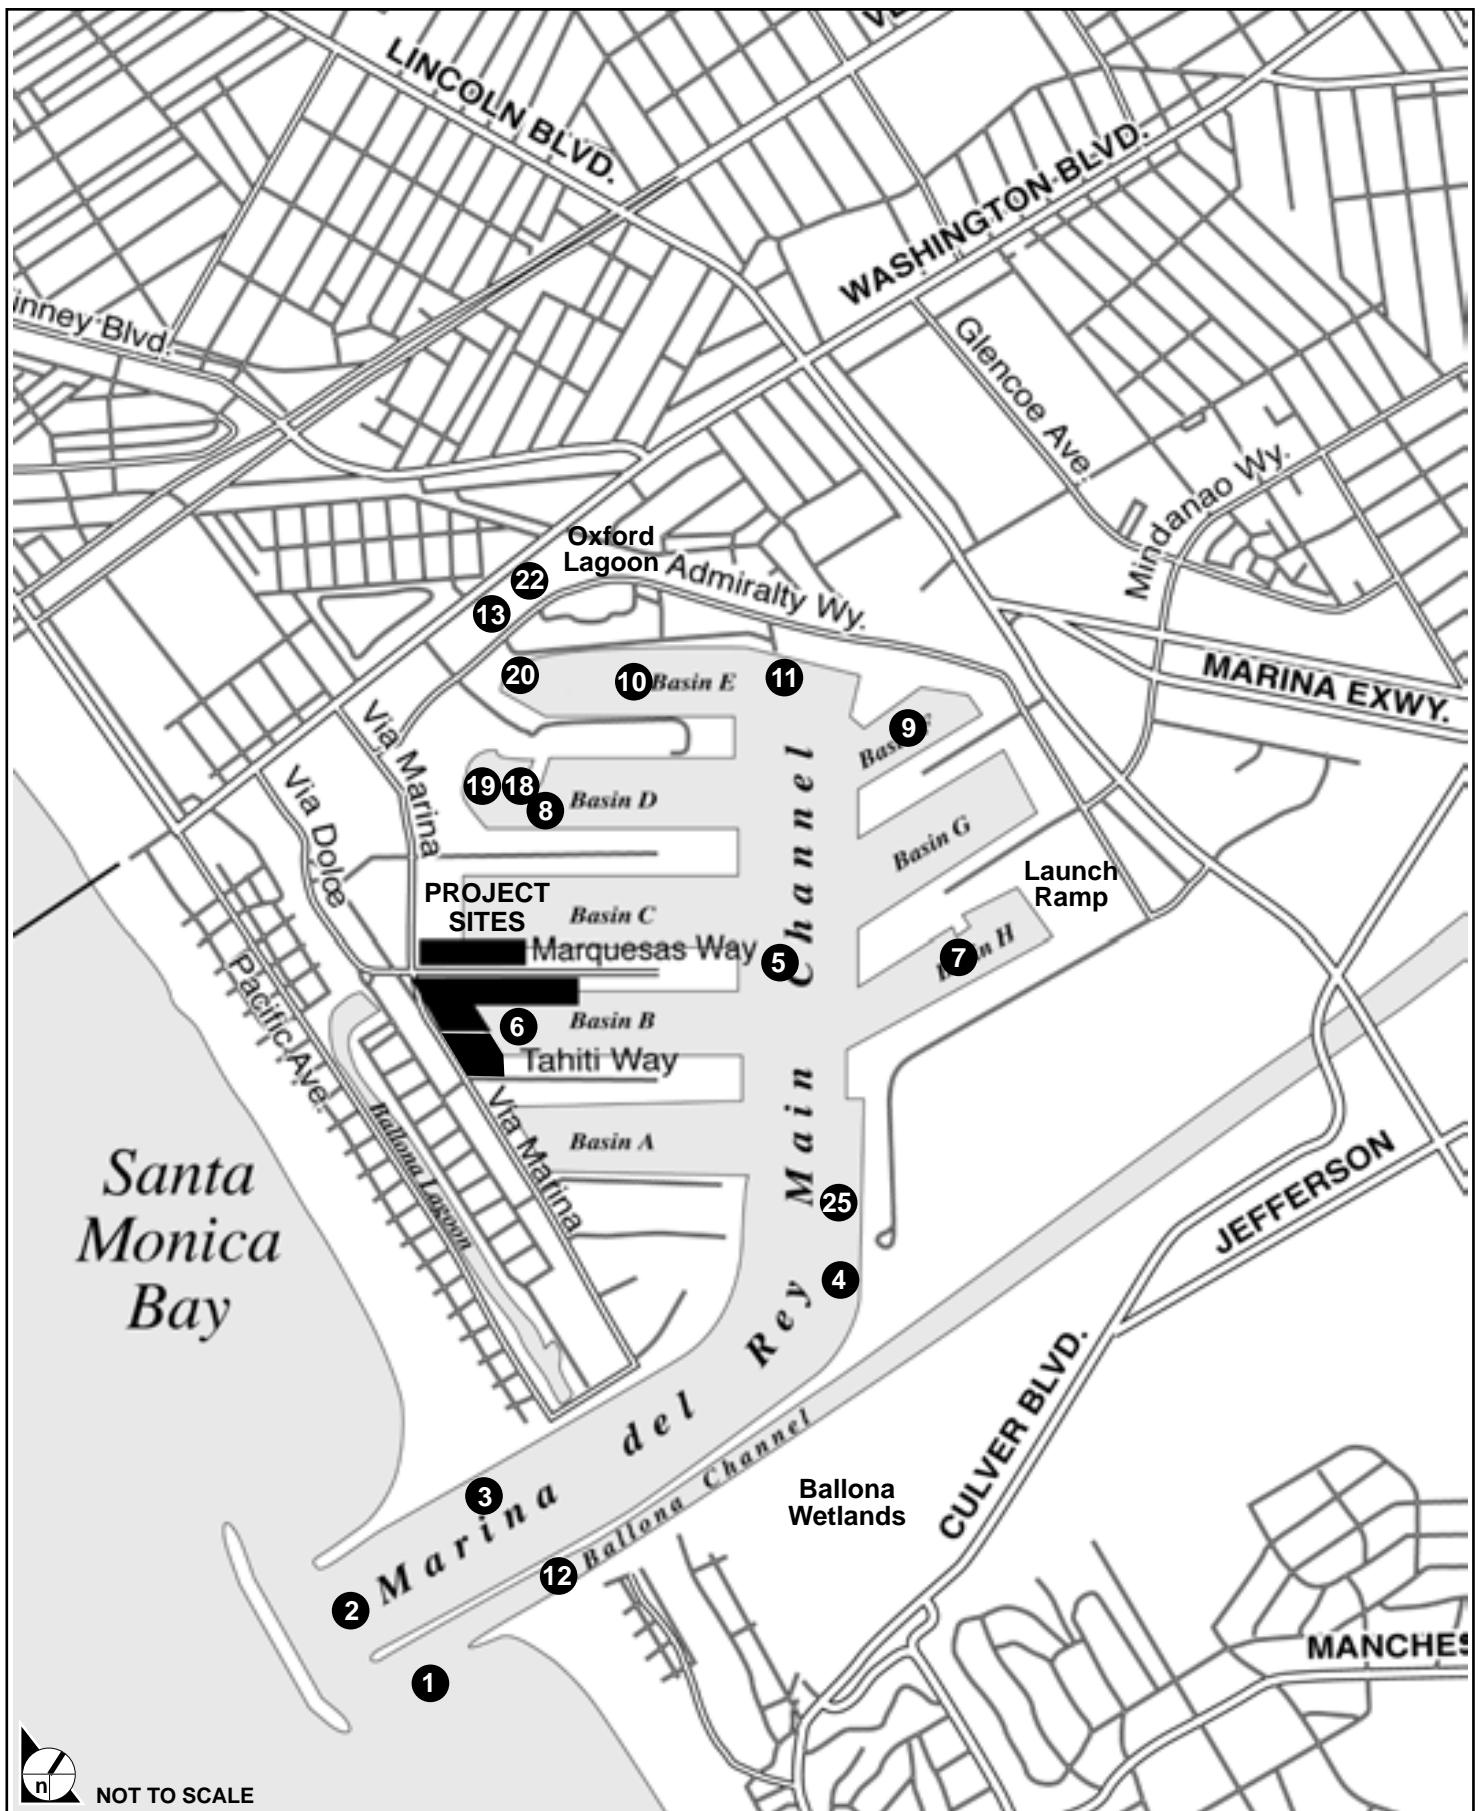 LINCOLN BLVD.
WASHINGTON BLVD.
inney Blvd.
Glencoe Ave.
Mindanao Wy.
Oxford
Lagoon
Admiralty Wy.
22
13
MARINA EXWY.
20
10
Basin E
11
9
Via Marina
Via Dolce
19
18
8
Basin D
Basin G
Launch
Ramp
PROJECT
SITES
Basin C
Marquesas Way
5
7
Pacific Ave.
6
Basin B
Tahiti Way
Via Marina
Ballona Lagoon
Basin A
Santa
Monica
Bay
25
4
JEFFERSON
Marina del Rey Main Channel
CULVER BLVD.
3
Ballona Channel
Ballona
Wetlands
12
2
1
MANCHES
n
NOT TO SCALE